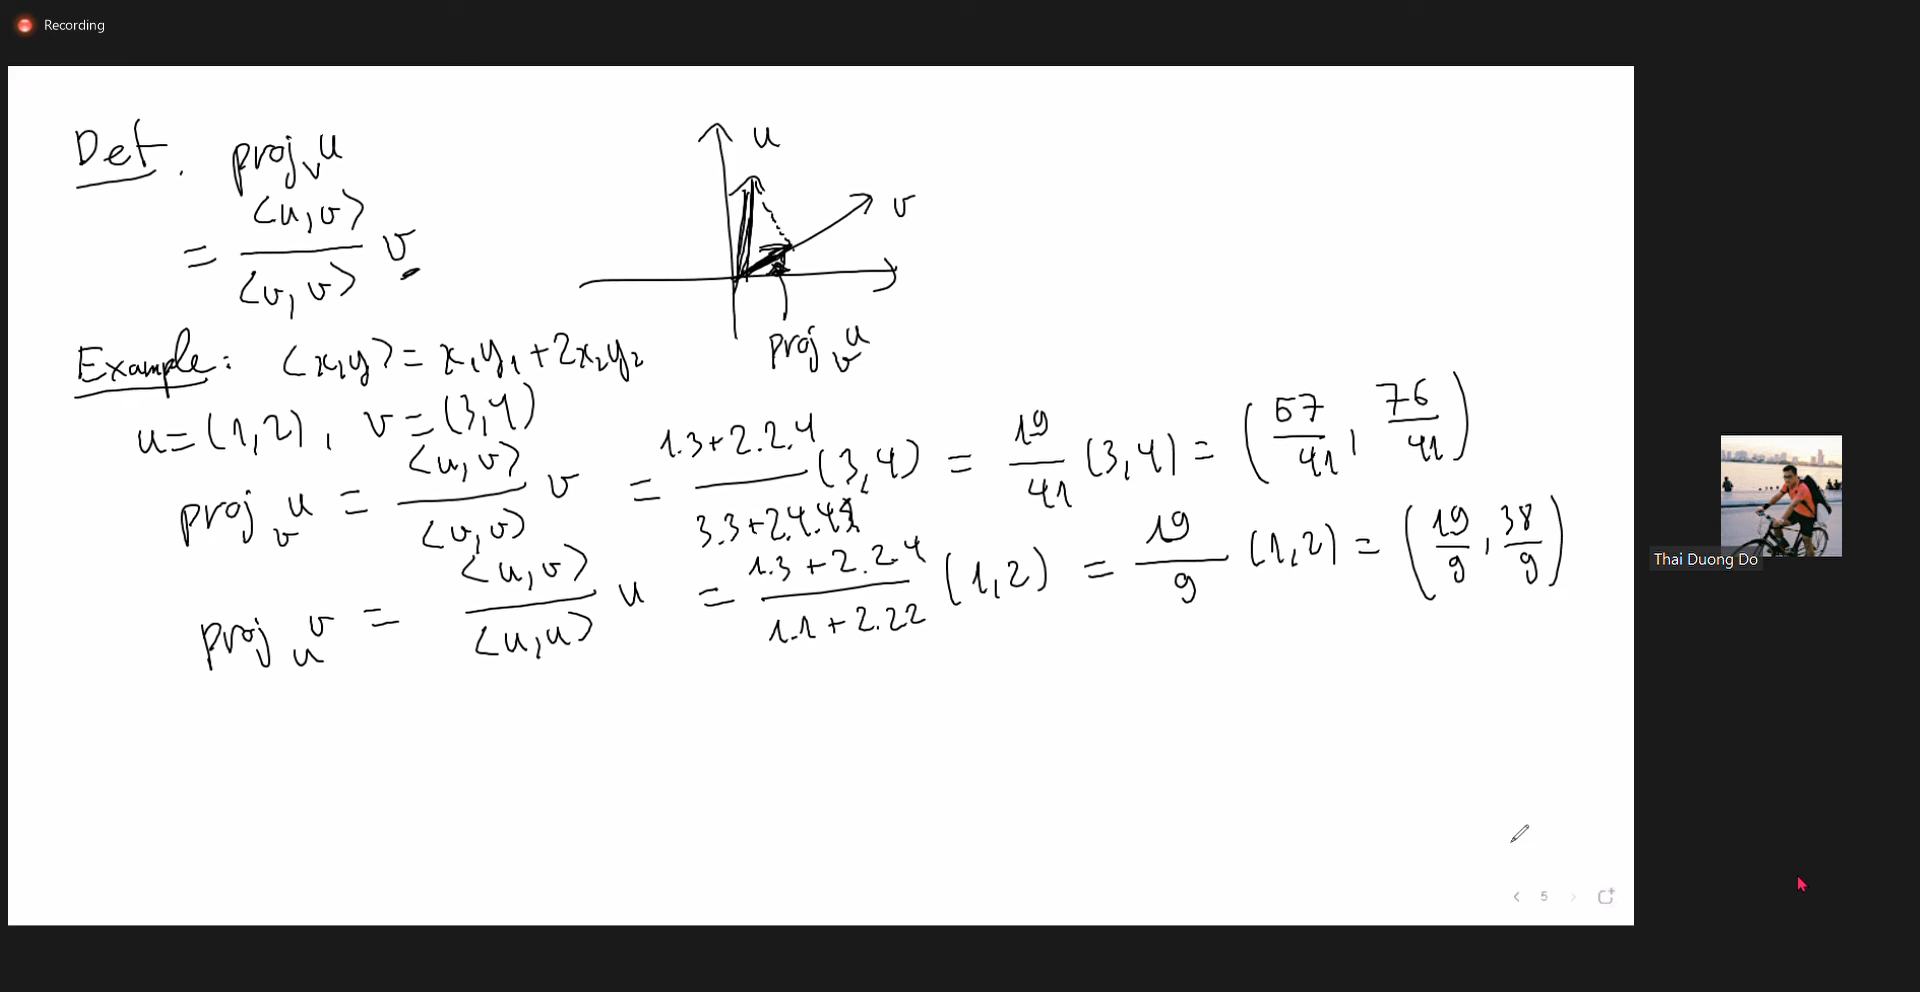 Recording
Def. proj_v u
= <u,v>/<v,v> v
u
v
proj_v u
Example: <x,y> = x₁y₁ + 2x₂y₂
u = (1,2), v = (3,4)
proj_v u = <u,v>/<v,v> v = (1.3+2.2.4)/(3.3+2.4.4) (3,4) = 19/41 (3,4) = (57/41, 76/41)
proj_u v = <u,v>/<u,u> u = (1.3+2.2.4)/(1.1+2.22) (1,2) = 19/9 (1,2) = (19/9, 38/9)
Thai Duong Do
5